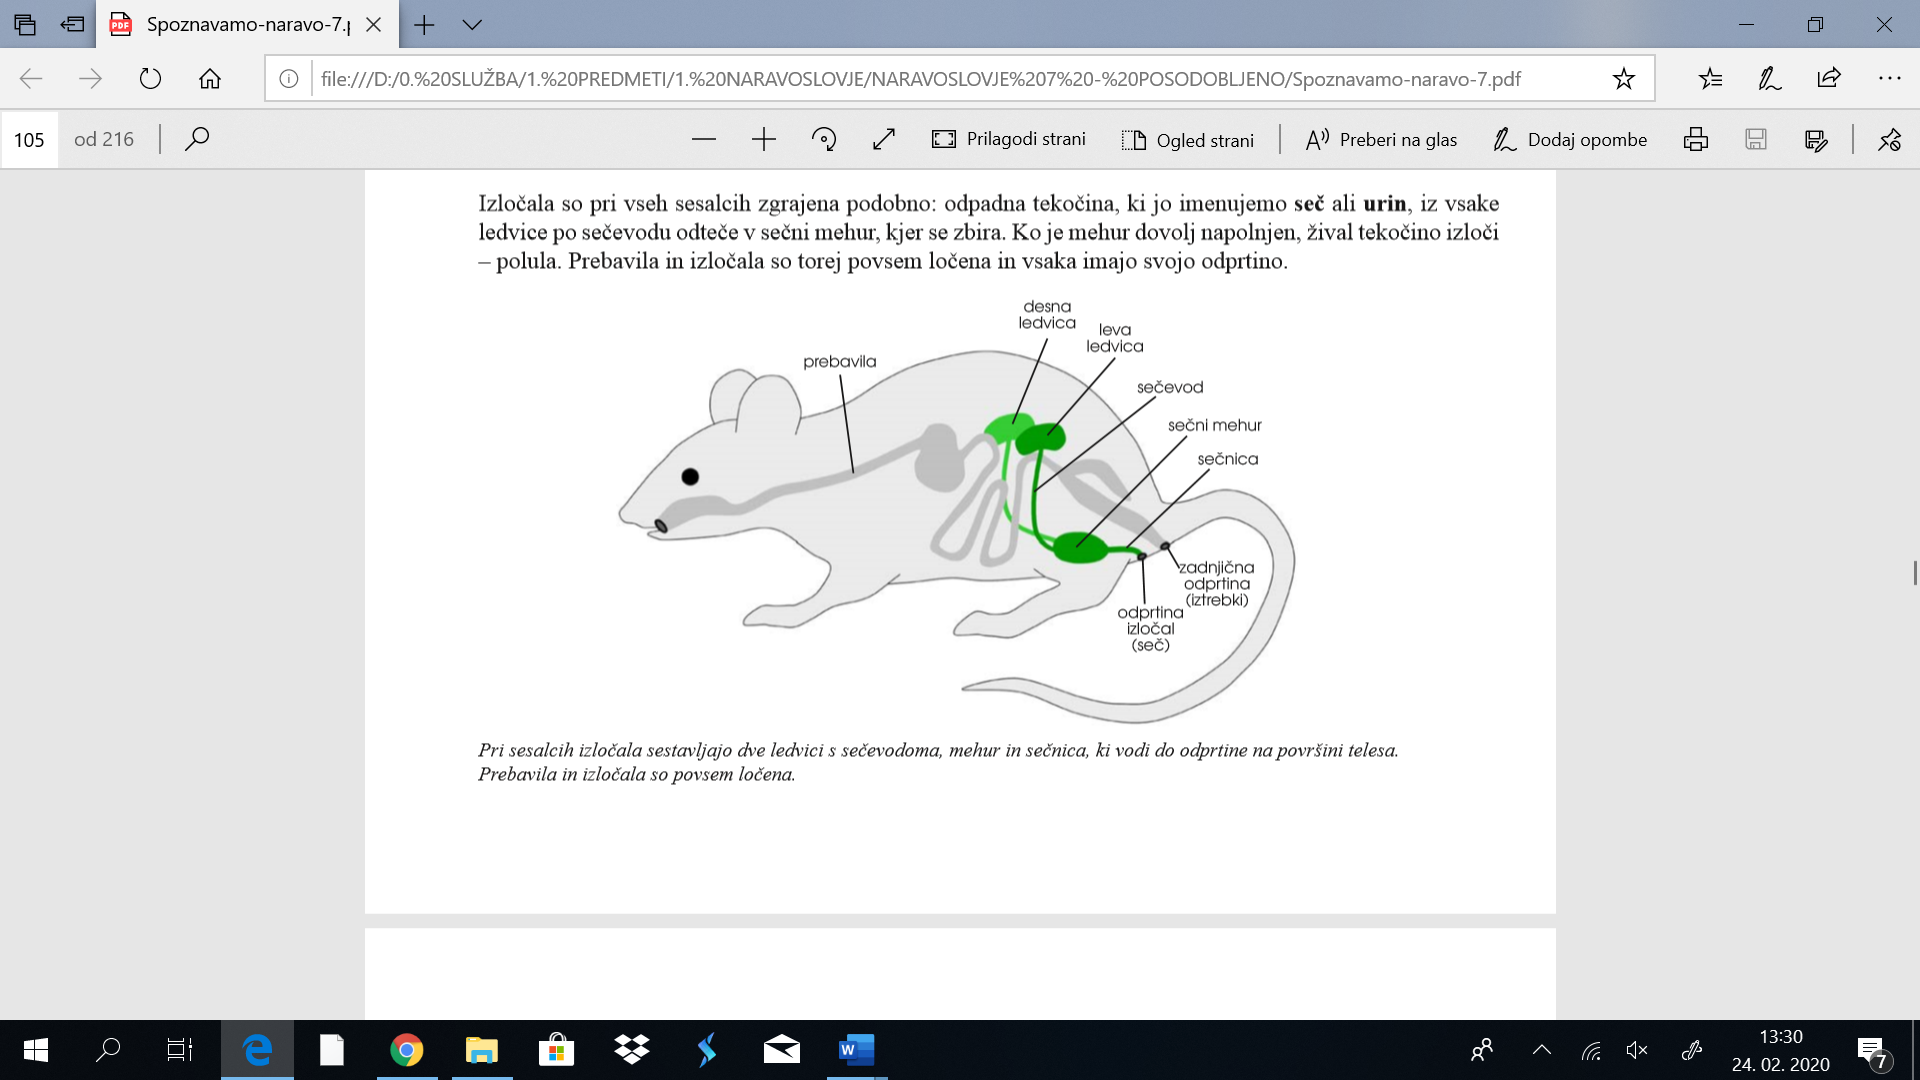 Spoznavamo-naravo-7.p
file:///D:/0.%20SLUŽBA/1.%20PREDMETI/1.%20NARAVOSLOVJE/NARAVOSLOVJE%207%20-%20POSODOBLJENO/Spoznavamo-naravo-7.pdf
105 od 216
Prilagodi strani
Ogled strani
Preberi na glas
Dodaj opombe
Izločala so pri vseh sesalcih zgrajena podobno: odpadna tekočina, ki jo imenujemo seč ali urin, iz vsake
ledvice po sečevodu odteče v sečni mehur, kjer se zbira. Ko je mehur dovolj napolnjen, žival tekočino izloči
– polula. Prebavila in izločala so torej povsem ločena in vsaka imajo svojo odprtino.
desna
ledvica
leva
ledvica
prebavila
sečevod
sečni mehur
sečnica
zadnjična
odprtina
(iztrebki)
odprtina
izločal
(seč)
Pri sesalcih izločala sestavljajo dve ledvici s sečevodoma, mehur in sečnica, ki vodi do odprtine na površini telesa.
Prebavila in izločala so povsem ločena.
13:30
24. 02. 2020
7